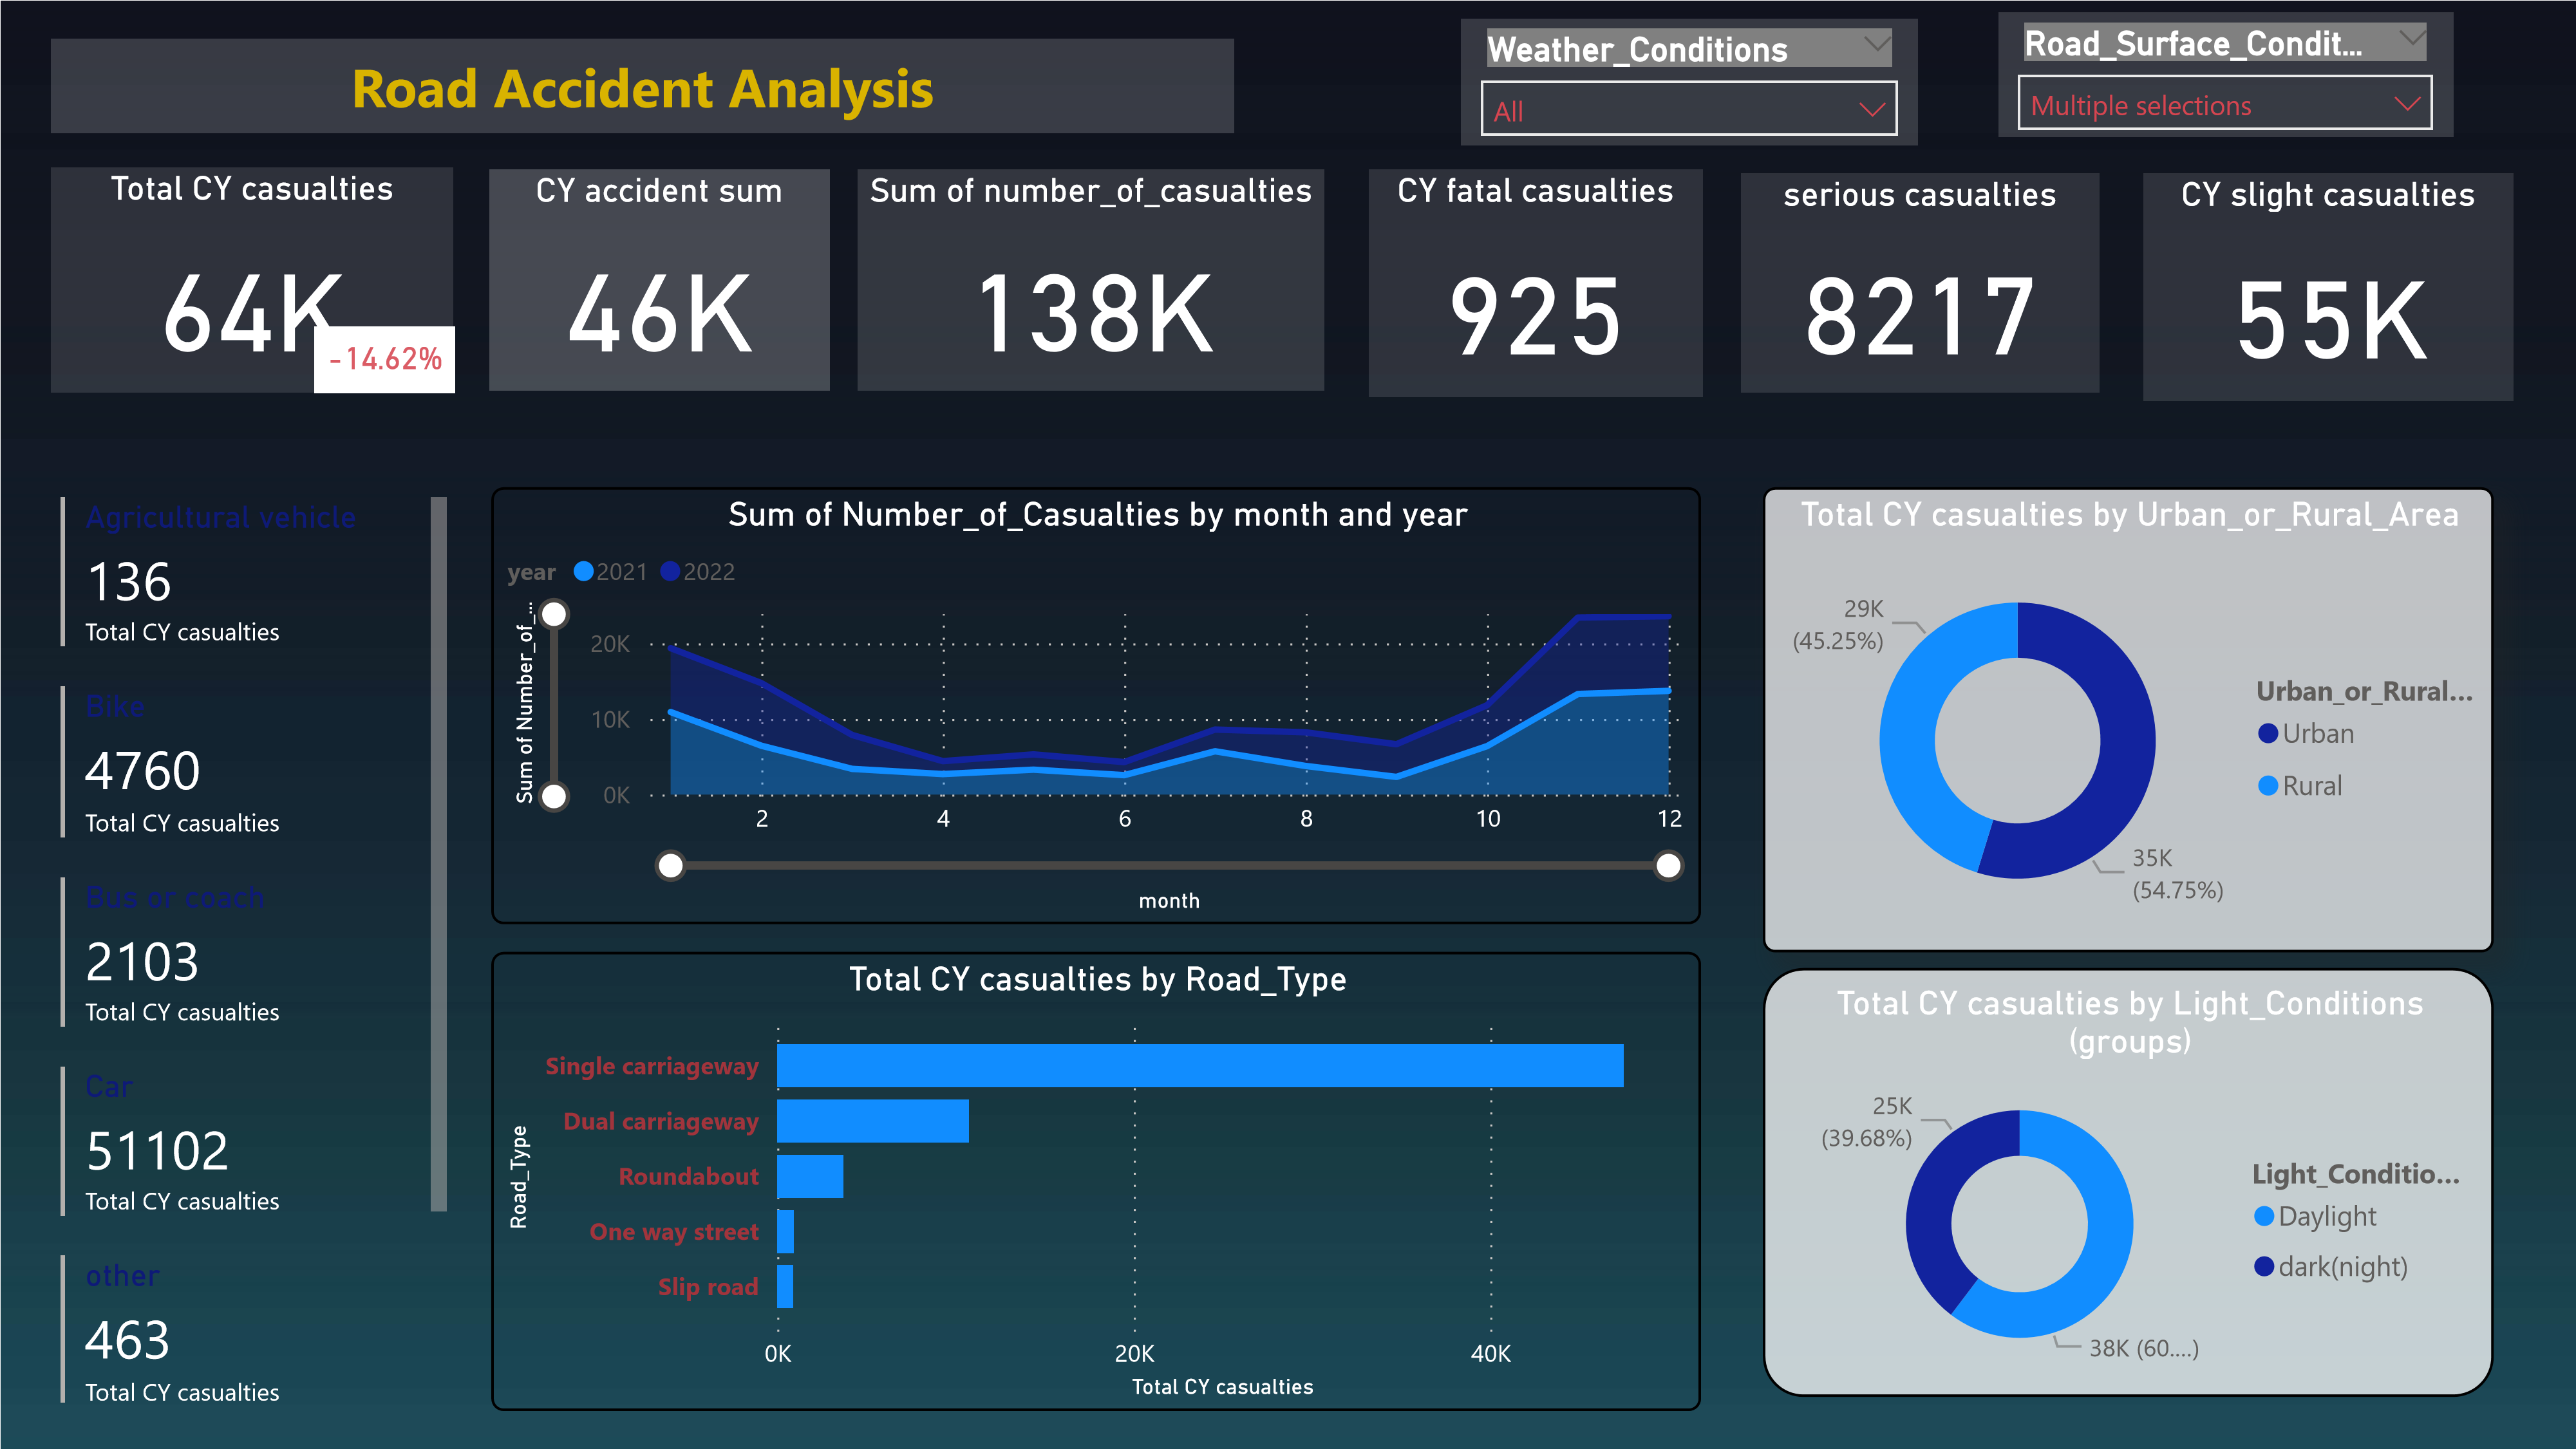 Road Accident Analysis
Weather_Conditions
All
Road_Surface_Condit...
Multiple selections
Total CY casualties
64K
-14.62%
CY accident sum
46K
Sum of number_of_casualties
138K
CY fatal casualties
925
serious casualties
8217
CY slight casualties
55K
Agricultural vehicle
136
Total CY casualties
Bike
4760
Total CY casualties
Bus or coach
2103
Total CY casualties
Car
51102
Total CY casualties
other
463
Total CY casualties
Sum of Number_of_Casualties by month and year
year 2021 2022
Sum of Number_of_...
20K
10K
0K
2 4 6 8 10 12
month
Total CY casualties by Road_Type
Road_Type
Single carriageway
Dual carriageway
Roundabout
One way street
Slip road
0K 20K 40K
Total CY casualties
Total CY casualties by Urban_or_Rural_Area
29K
(45.25%)
35K
(54.75%)
Urban_or_Rural...
Urban
Rural
Total CY casualties by Light_Conditions
(groups)
25K
(39.68%)
38K (60....)
Light_Conditio...
Daylight
dark(night)